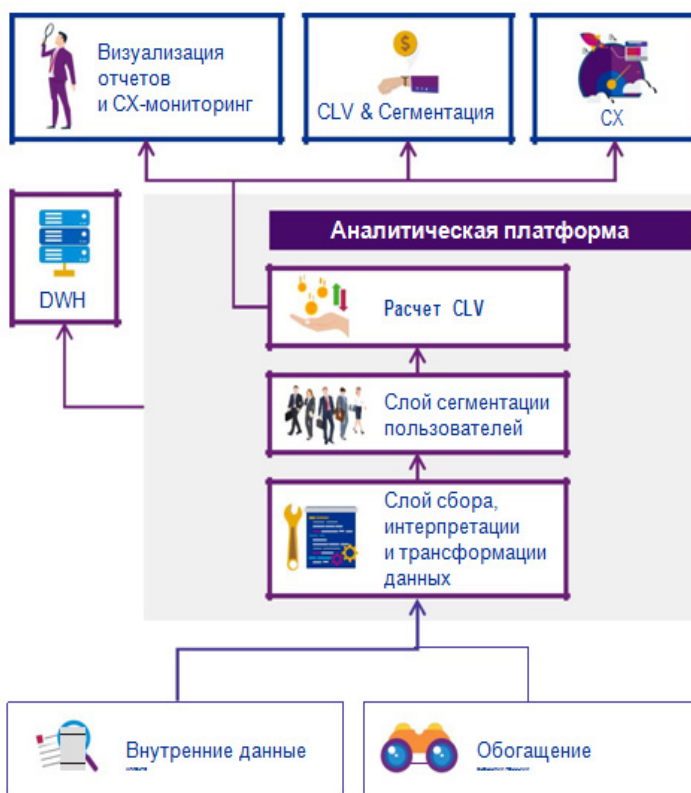 Визуализация
отчетов
и CX-мониторинг
CLV & Сегментация
CX
DWH
Аналитическая платформа
Расчет CLV
Слой сегментации
пользователей
Слой сбора,
интерпретации
и трансформации
данных
Внутренние данные
Обогащение